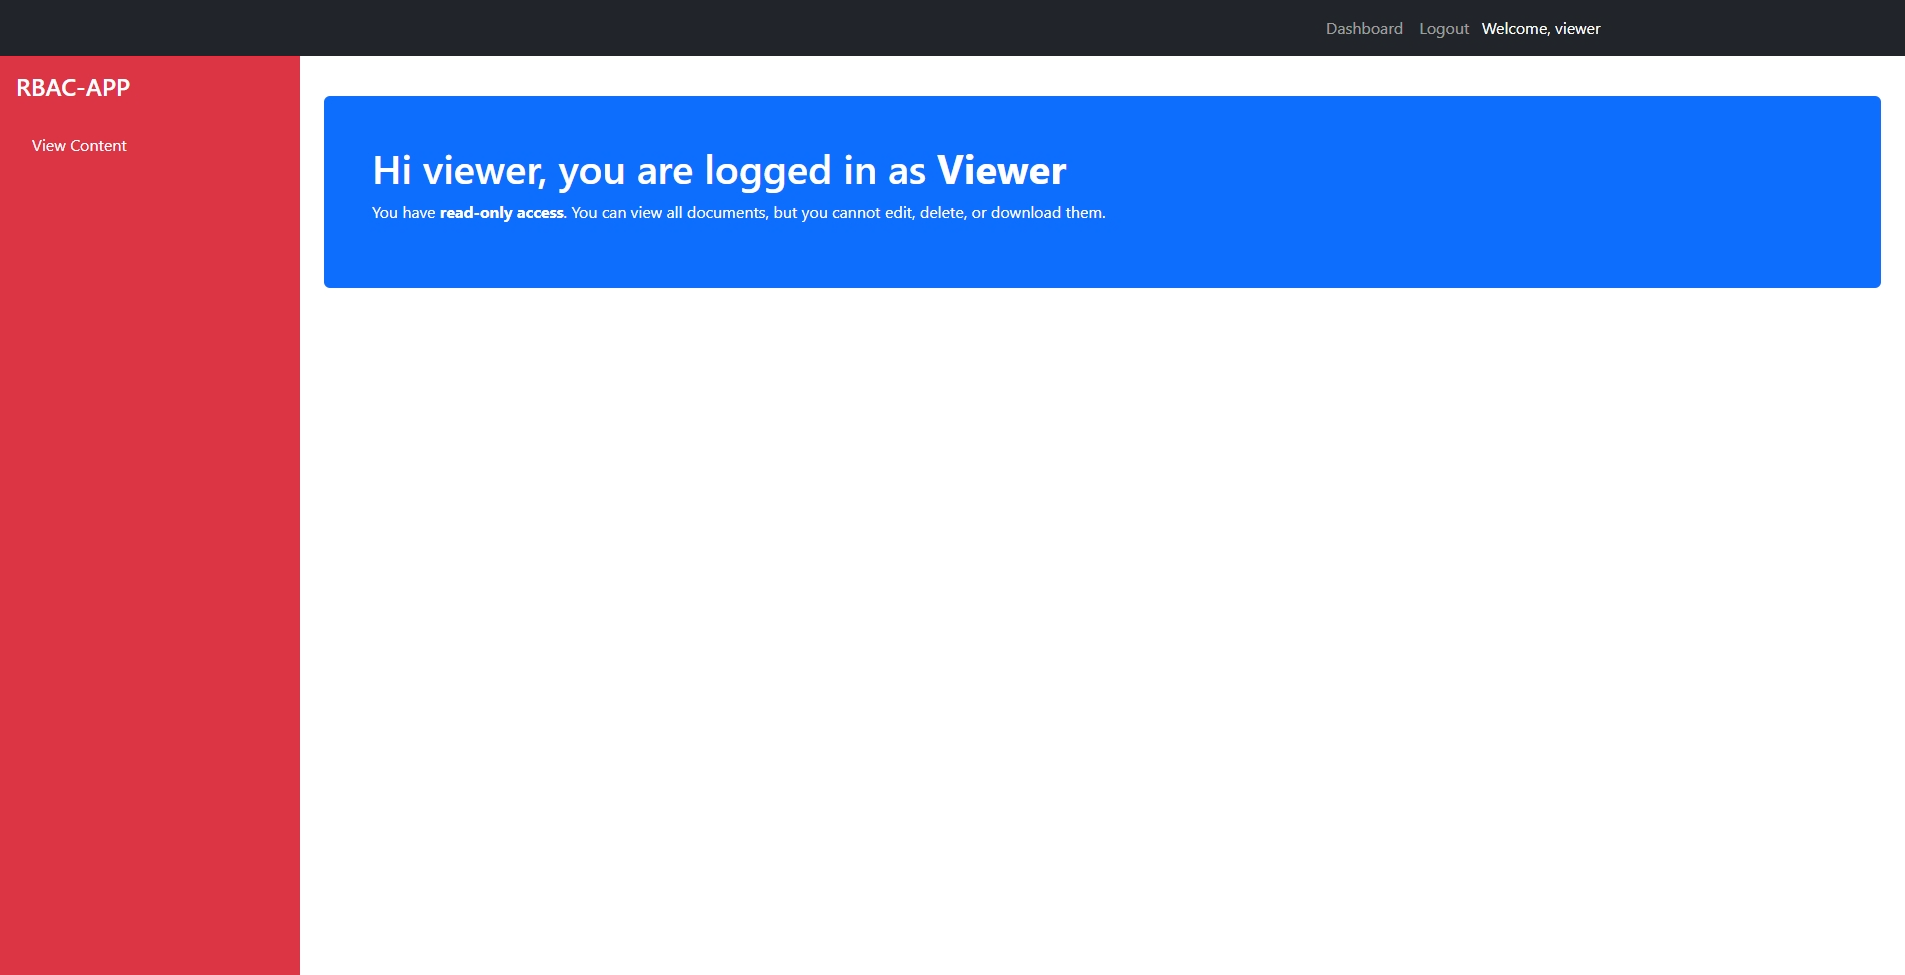 Dashboard Logout Welcome, viewer
RBAC-APP
View Content
Hi viewer, you are logged in as Viewer
You have read-only access. You can view all documents, but you cannot edit, delete, or download them.